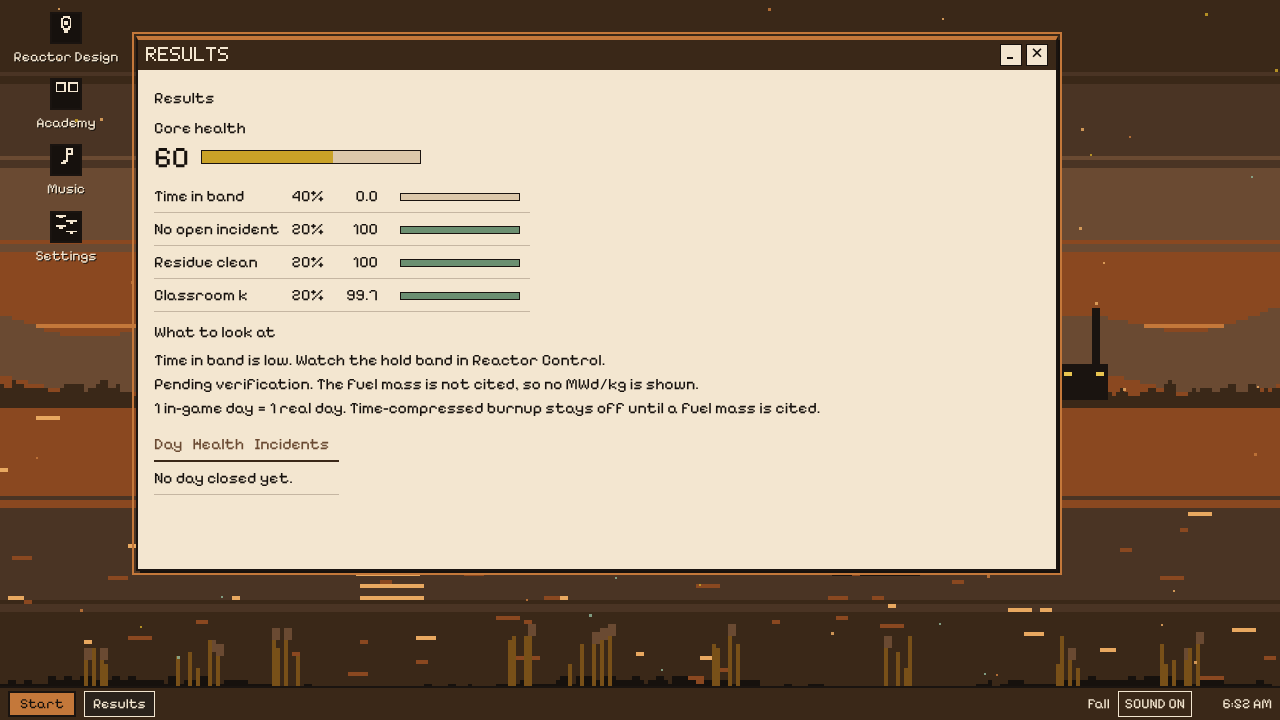 Reactor Design
Academy
Music
Settings
RESULTS
Results
Core health
60
Time in band 40% 0.0
No open incident 20% 100
Residue clean 20% 100
Classroom k 20% 99.7
What to look at
Time in band is low. Watch the hold band in Reactor Control.
Pending verification. The fuel mass is not cited, so no MWd/kg is shown.
1 in-game day = 1 real day. Time-compressed burnup stays off until a fuel mass is cited.
Day Health Incidents
No day closed yet.
Start
Results
Fall
SOUND ON
6:22 AM